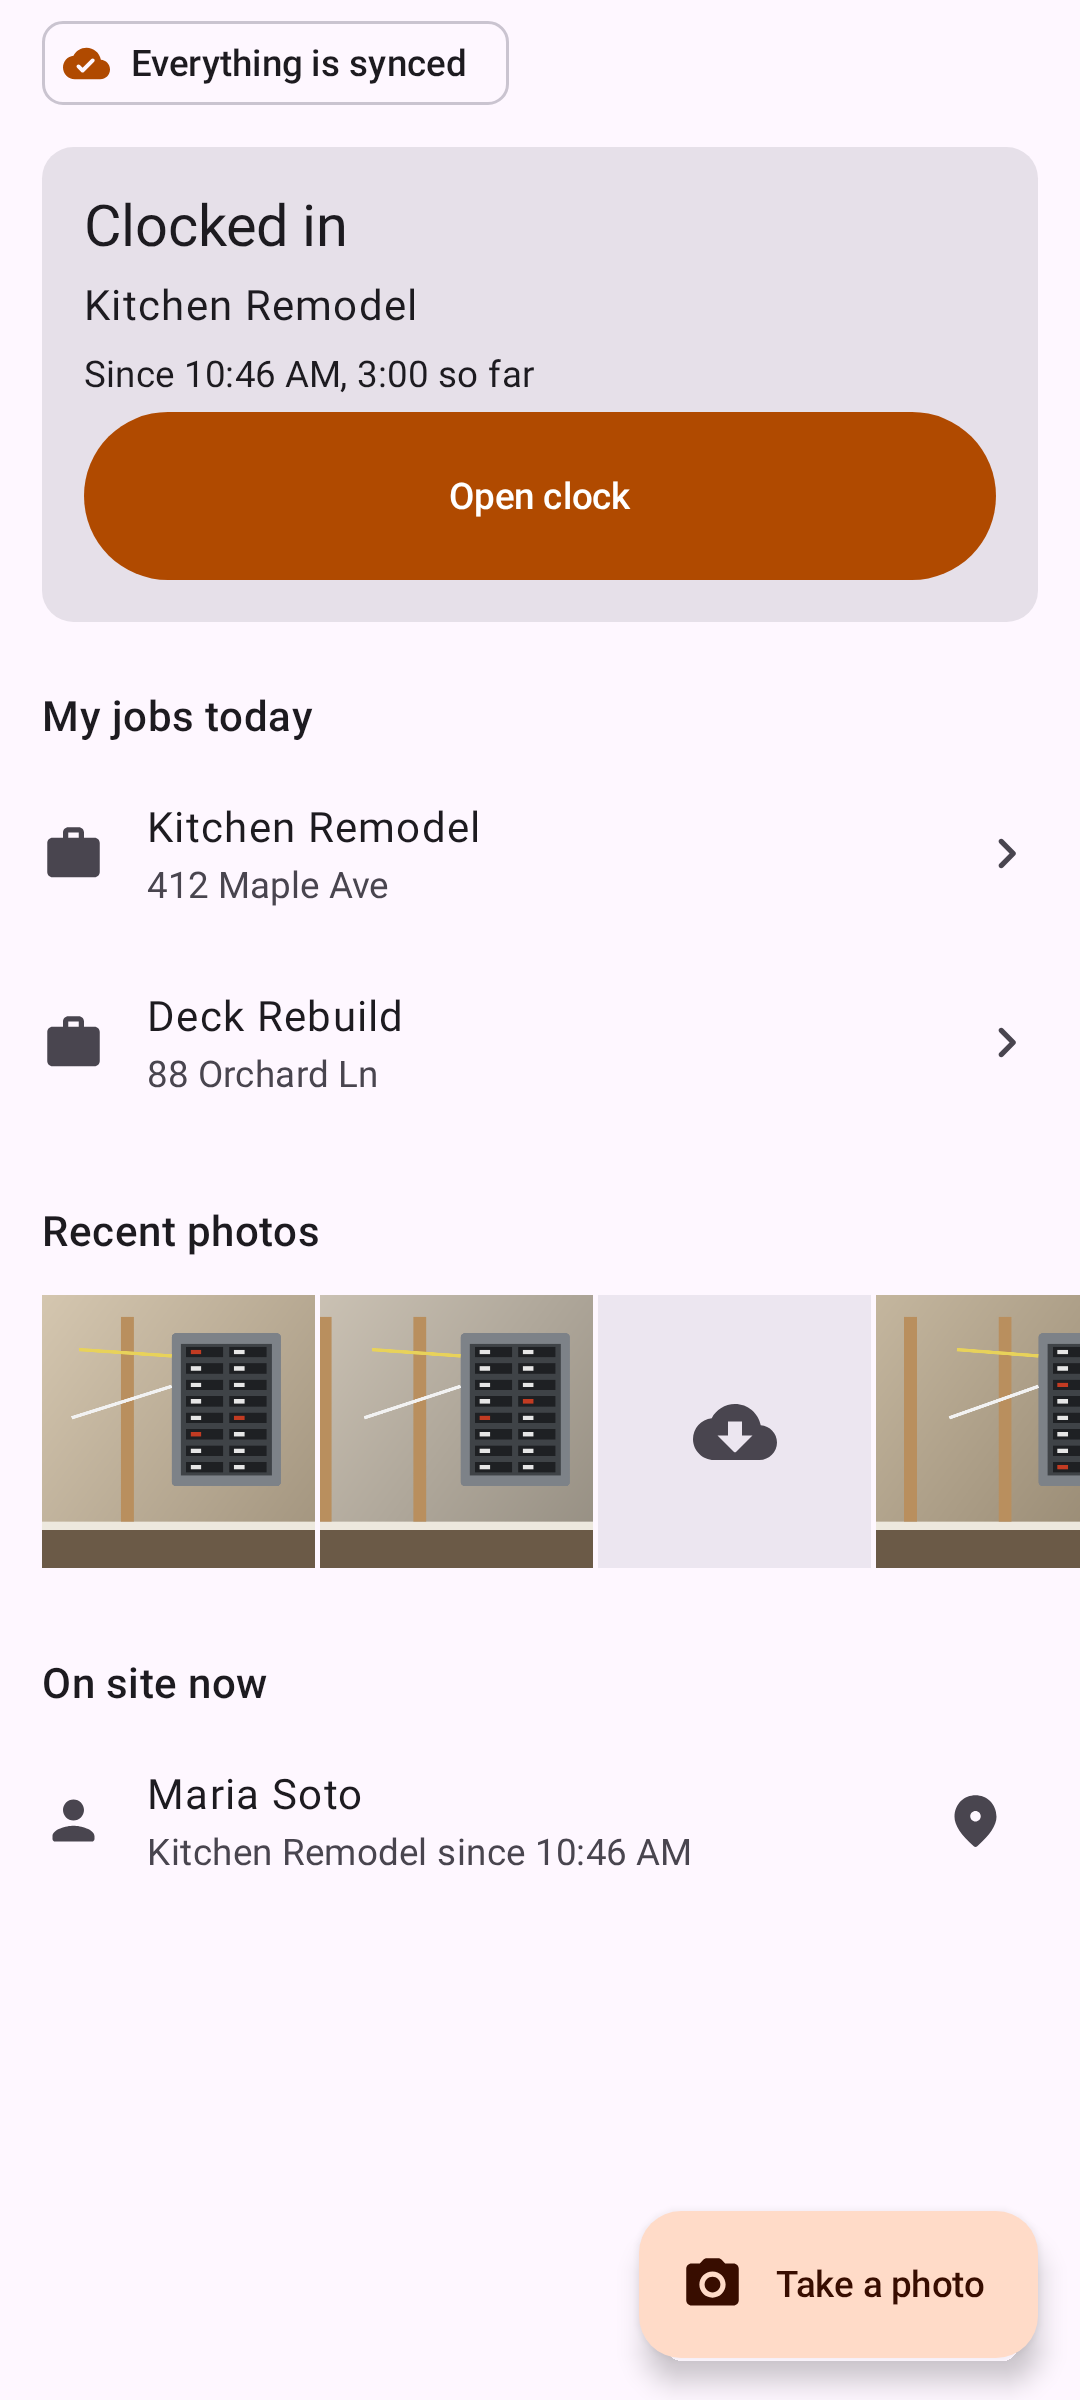 Everything is synced
Clocked in
Kitchen Remodel
Since 10:46 AM, 3:00 so far
Open clock
My jobs today
Kitchen Remodel
412 Maple Ave
Deck Rebuild
88 Orchard Ln
Recent photos
On site now
Maria Soto
Kitchen Remodel since 10:46 AM
Take a photo